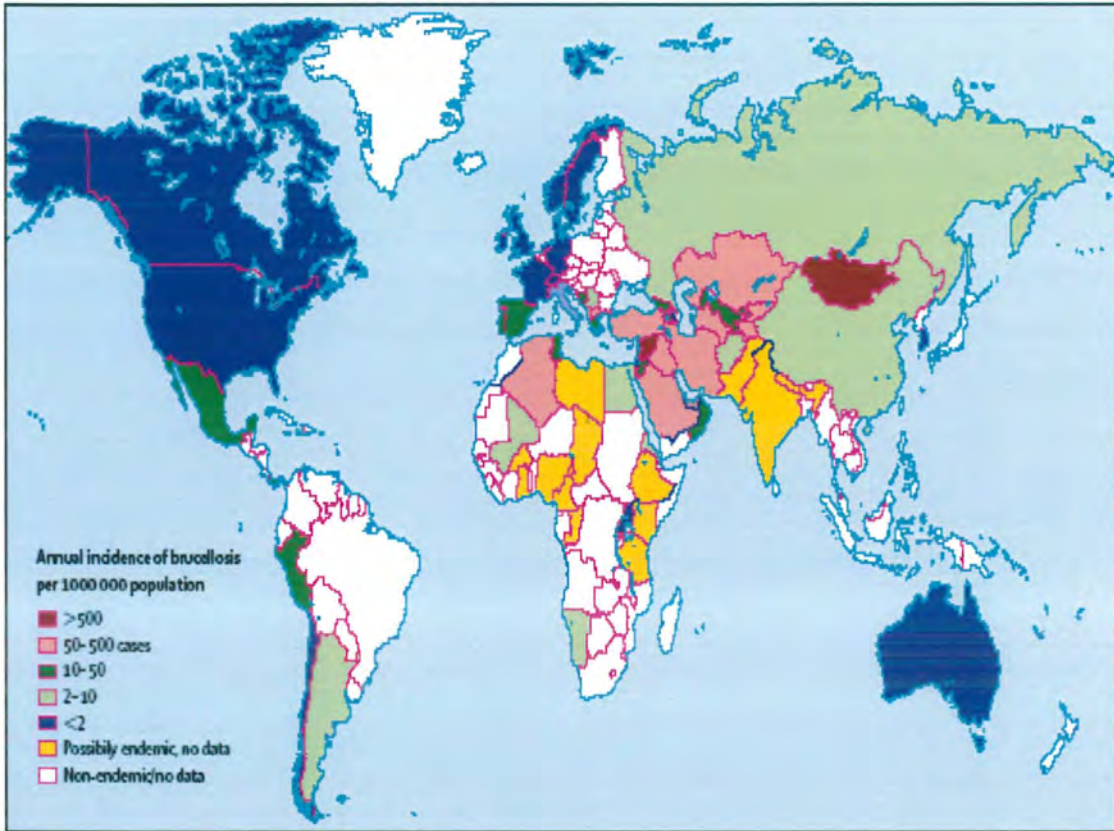 Annual incidence of brucellosis
per 1000 000 population
>500
50-500 cases
10-50
2-10
<2
Possibily endemic, no data
Non-endemic/no data